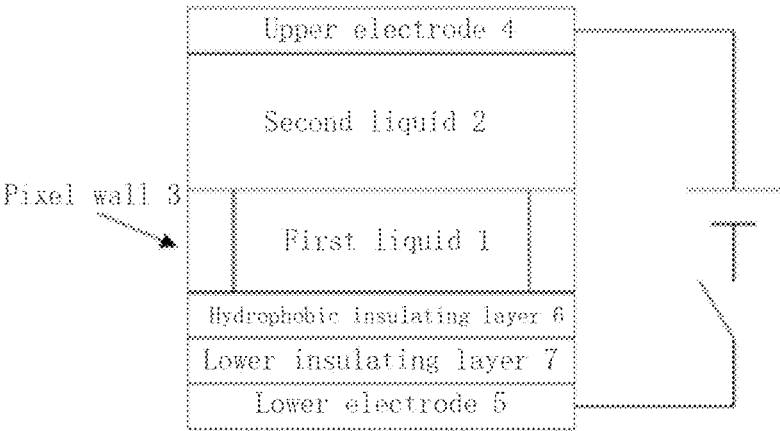 Upper electrode 4
Second liquid 2
Pixel wall 3
First liquid 1
Hydrophobic insulating layer 6
Lower insulating layer 7
Lower electrode 5